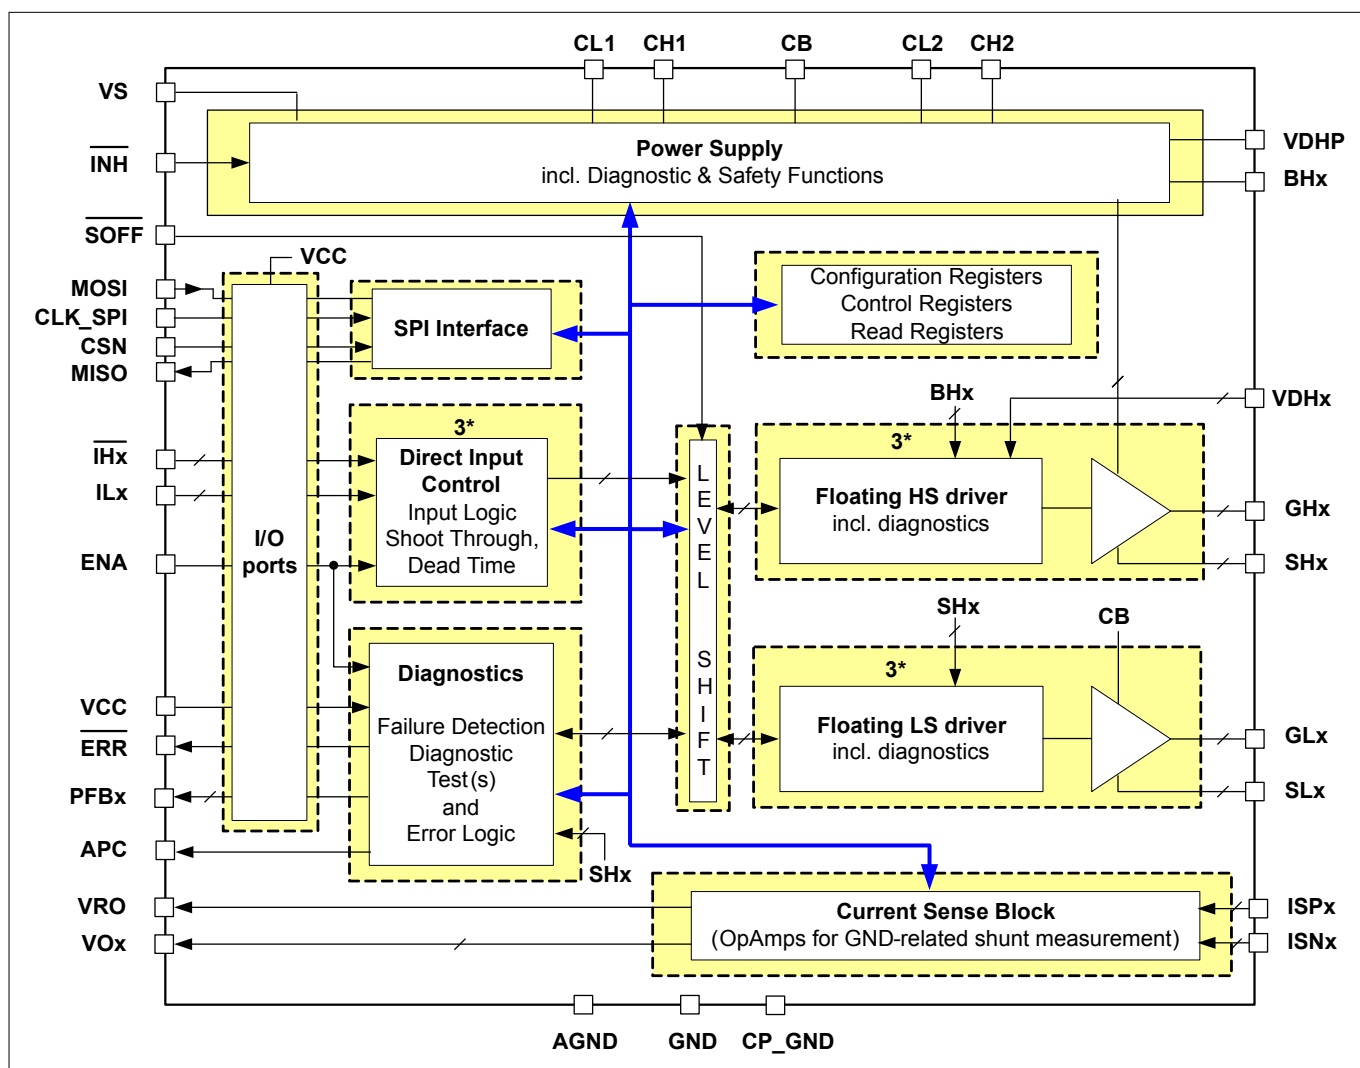 CL1 CH1 CB CL2 CH2
VS
INH
SOFF
VCC
MOSI
CLK_SPI
CSN
MISO
IHx
ILx
ENA
VCC
ERR
PFBx
APC
VRO
VOx
Power Supply
incl. Diagnostic & Safety Functions
VDHP
BHx
I/O
ports
SPI Interface
Configuration Registers
Control Registers
Read Registers
3*
Direct Input
Control
Input Logic
Shoot Through,
Dead Time
Diagnostics
Failure Detection
Diagnostic
Test(s)
and
Error Logic
SHx
LEVEL SHIFT
BHx
VDHx
3*
Floating HS driver
incl. diagnostics
GHx
SHx
SHx
CB
3*
Floating LS driver
incl. diagnostics
GLx
SLx
Current Sense Block
(OpAmps for GND-related shunt measurement)
ISPx
ISNx
AGND GND CP_GND